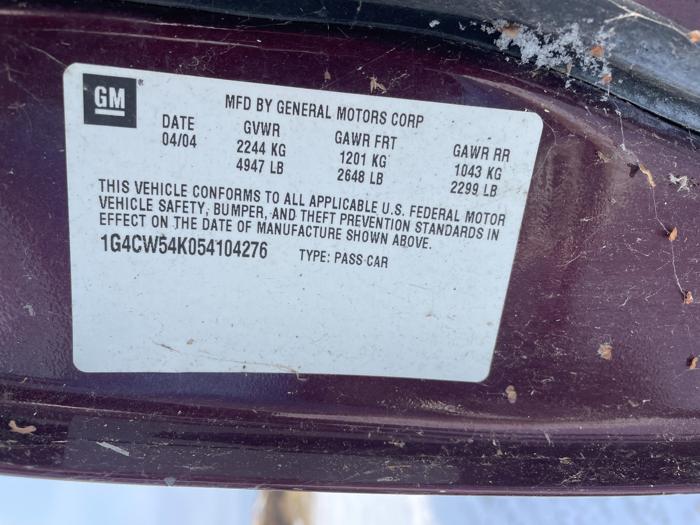 GM
MFD BY GENERAL MOTORS CORP
DATE GVWR GAWR FRT GAWR RR
04/04 2244 KG 1201 KG 1043 KG
4947 LB 2648 LB 2299 LB
THIS VEHICLE CONFORMS TO ALL APPLICABLE U.S. FEDERAL MOTOR
VEHICLE SAFETY, BUMPER, AND THEFT PREVENTION STANDARDS IN
EFFECT ON THE DATE OF MANUFACTURE SHOWN ABOVE.
1G4CW54K054104276 TYPE: PASS CAR